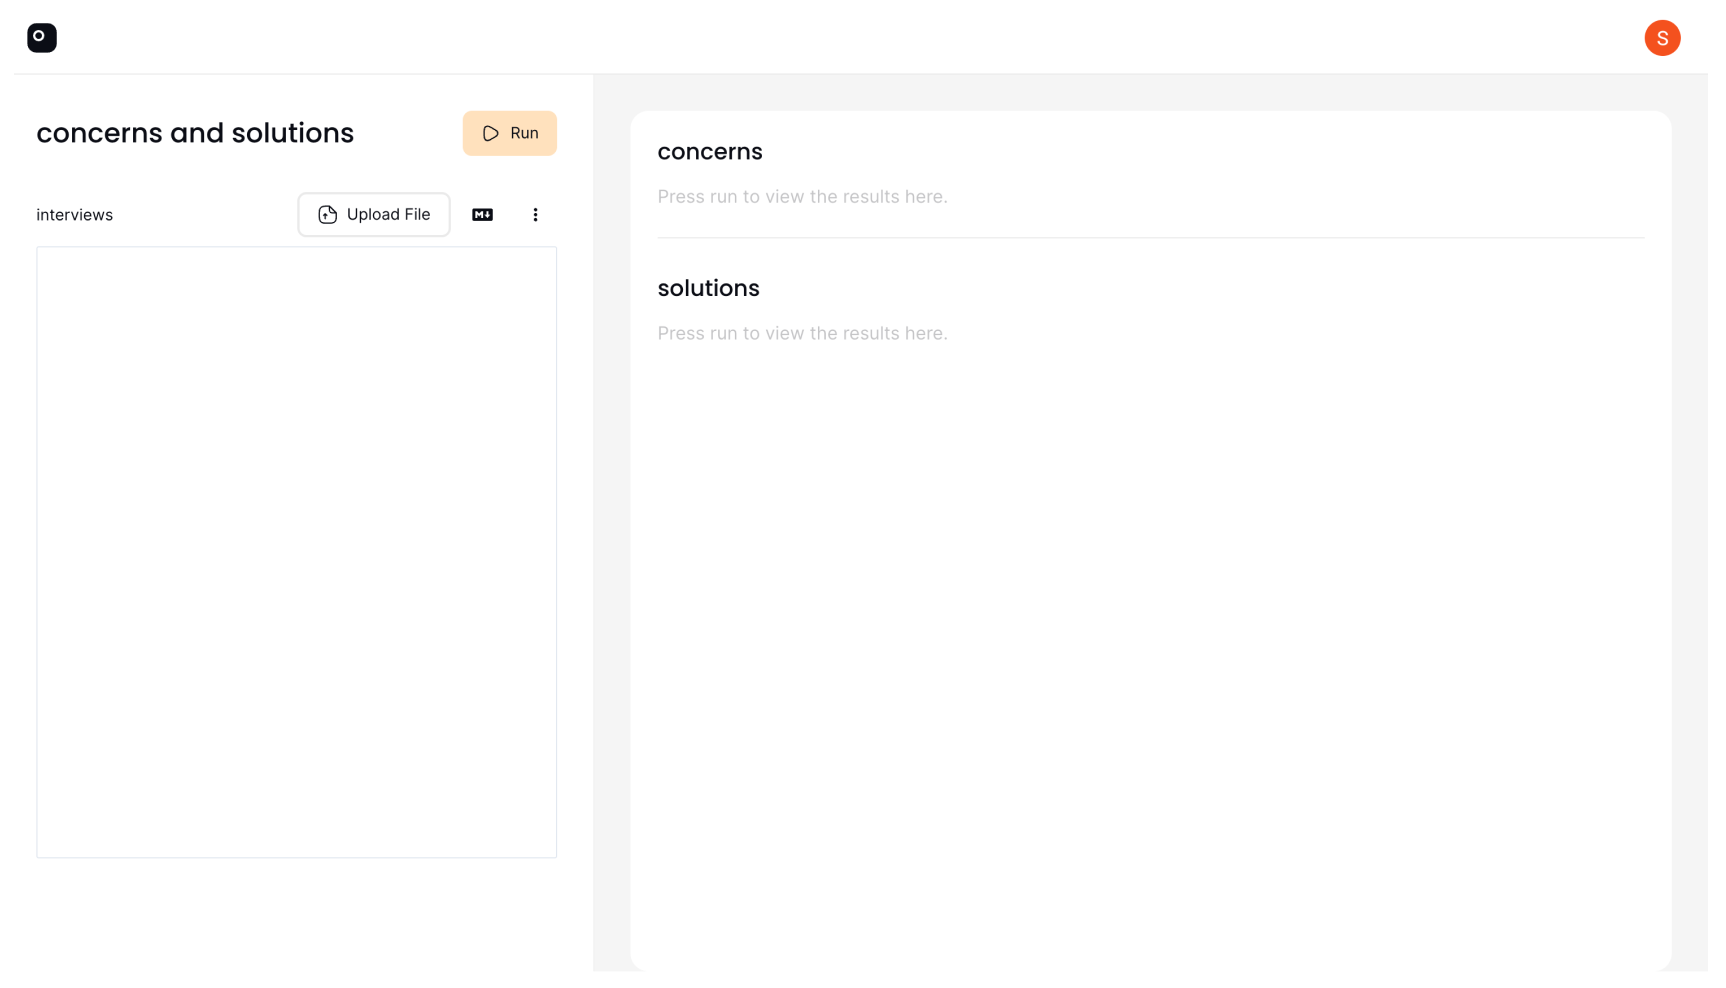 S
concerns and solutions
Run
interviews
Upload File
M
concerns
Press run to view the results here.
solutions
Press run to view the results here.